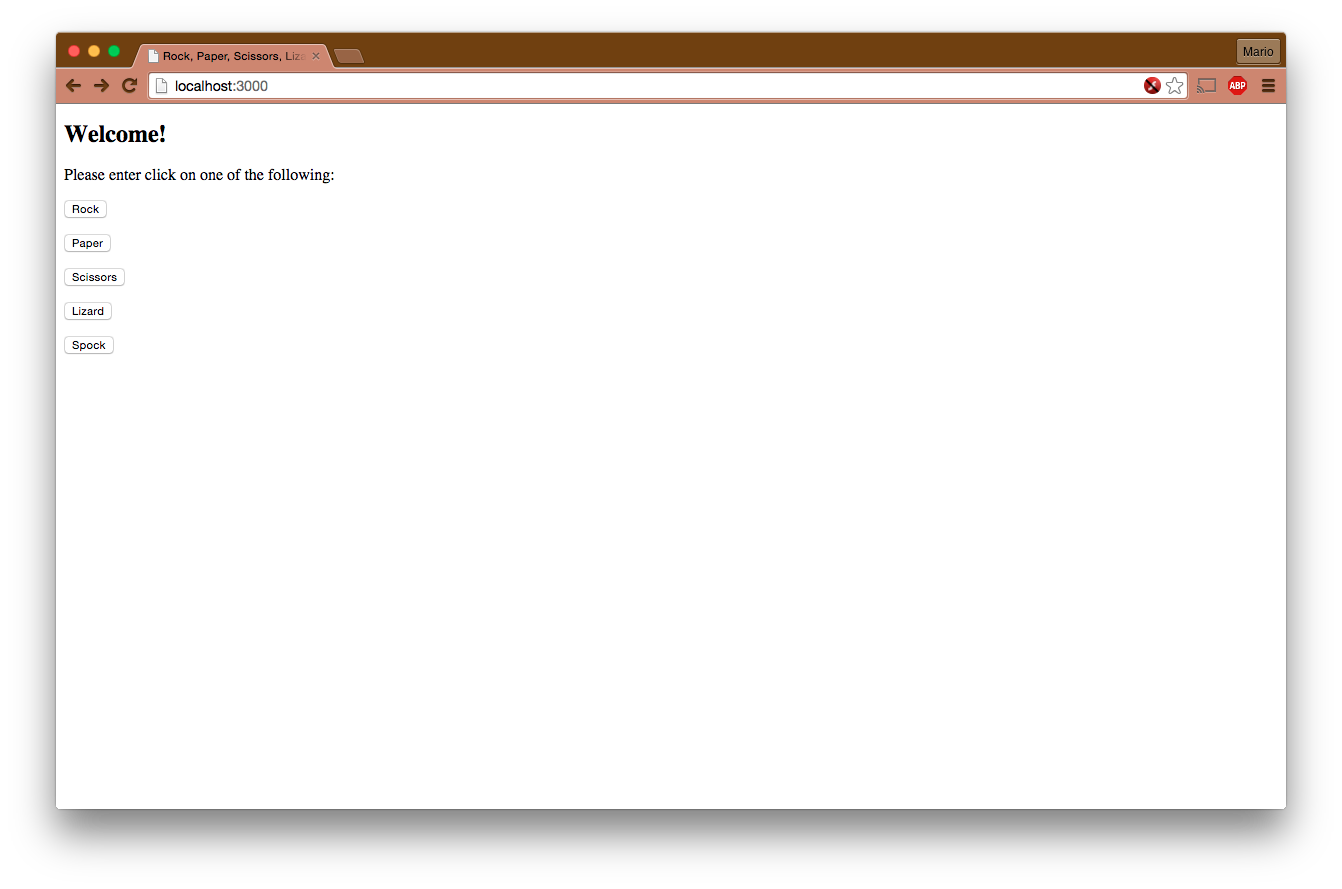 Rock, Paper, Scissors, Liza
Mario
localhost:3000
ABP
Welcome!
Please enter click on one of the following:
Rock
Paper
Scissors
Lizard
Spock